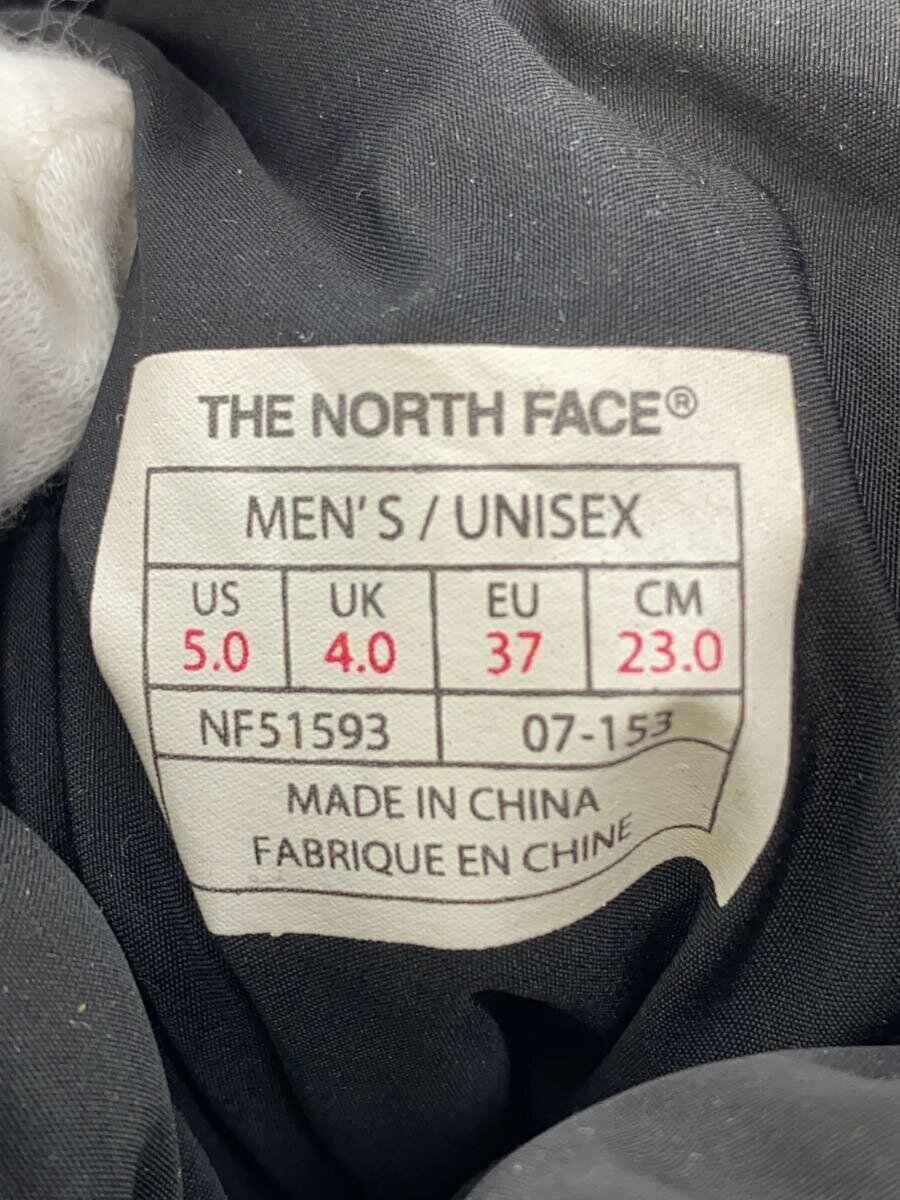 THE NORTH FACE®
MEN'S / UNISEX
US UK EU CM
5.0 4.0 37 23.0
NF51593 07-153
MADE IN CHINA
FABRIQUE EN CHINE